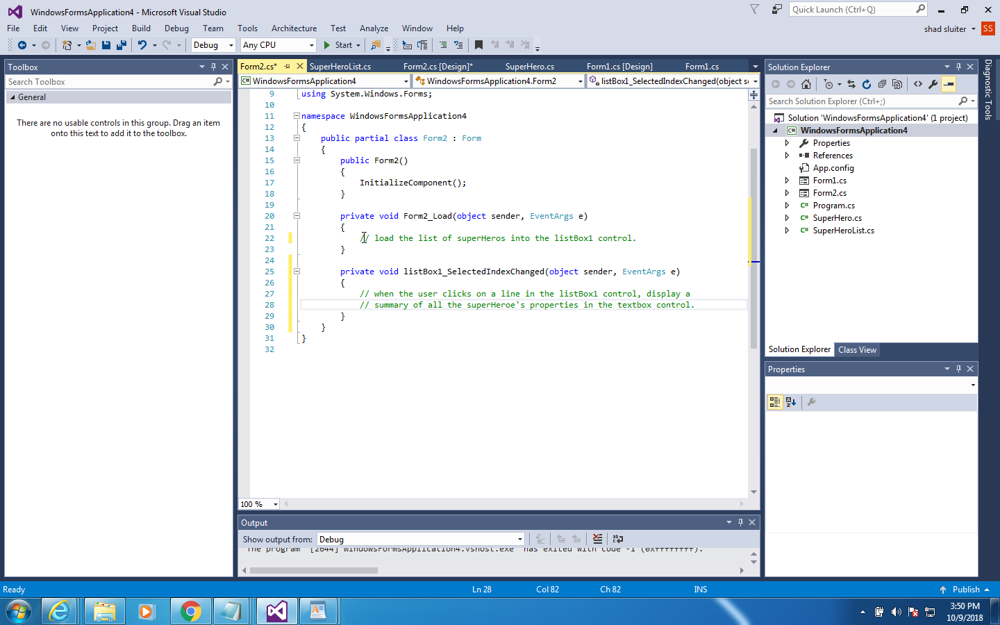 WindowsFormsApplication4 - Microsoft Visual Studio
Quick Launch (Ctrl+Q)
File Edit View Project Build Debug Team Tools Architecture Test Analyze Window Help
shad sluiter SS
Debug Any CPU Start
Toolbox
Search Toolbox
General
There are no usable controls in this group. Drag an item
onto this text to add it to the toolbox.
Form2.cs* SuperHeroList.cs Form2.cs [Design]* SuperHero.cs Form1.cs [Design] Form1.cs
WindowsFormsApplication4 WindowsFormsApplication4.Form2 listBox1_SelectedIndexChanged(object se
9 using System.Windows.Forms;
10
11 namespace WindowsFormsApplication4
12 {
13 public partial class Form2 : Form
14 {
15 public Form2()
16 {
17 InitializeComponent();
18 }
19
20 private void Form2_Load(object sender, EventArgs e)
21 {
22 // load the list of superHeros into the listBox1 control.
23 }
24
25 private void listBox1_SelectedIndexChanged(object sender, EventArgs e)
26 {
27 // when the user clicks on a line in the listBox1 control, display a
28 // summary of all the superHeroe's properties in the textbox control.
29 }
30 }
31 }
32
100 %
Output
Show output from: Debug
The program '[2644] WindowsFormsApplication4.vshost.exe' has exited with code -1 (0xffffffff).
Solution Explorer
Search Solution Explorer (Ctrl+;)
Solution 'WindowsFormsApplication4' (1 project)
C# WindowsFormsApplication4
Properties
References
App.config
Form1.cs
Form2.cs
C# Program.cs
C# SuperHero.cs
C# SuperHeroList.cs
Solution Explorer Class View
Properties
Diagnostic Tools
Ready Ln 28 Col 82 Ch 82 INS Publish
3:50 PM
10/9/2018